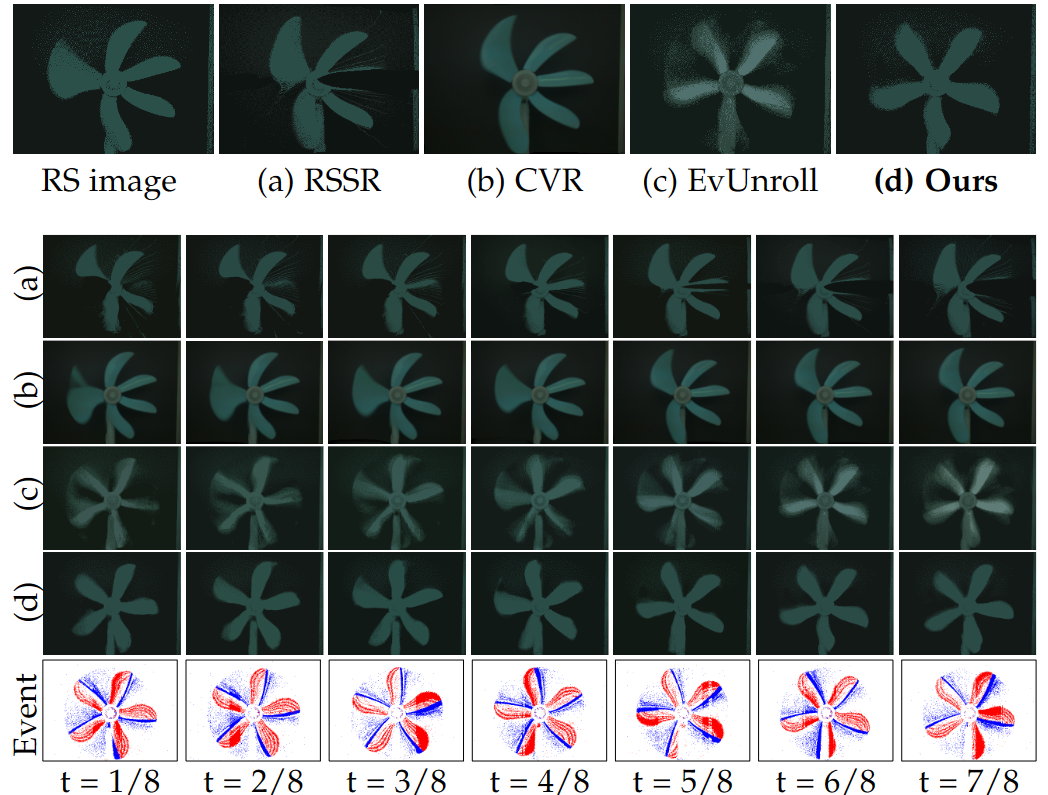 RS image (a) RSSR (b) CVR (c) EvUnroll (d) Ours
(a)
(b)
(c)
(d)
Event
t = 1/8 t = 2/8 t = 3/8 t = 4/8 t = 5/8 t = 6/8 t = 7/8